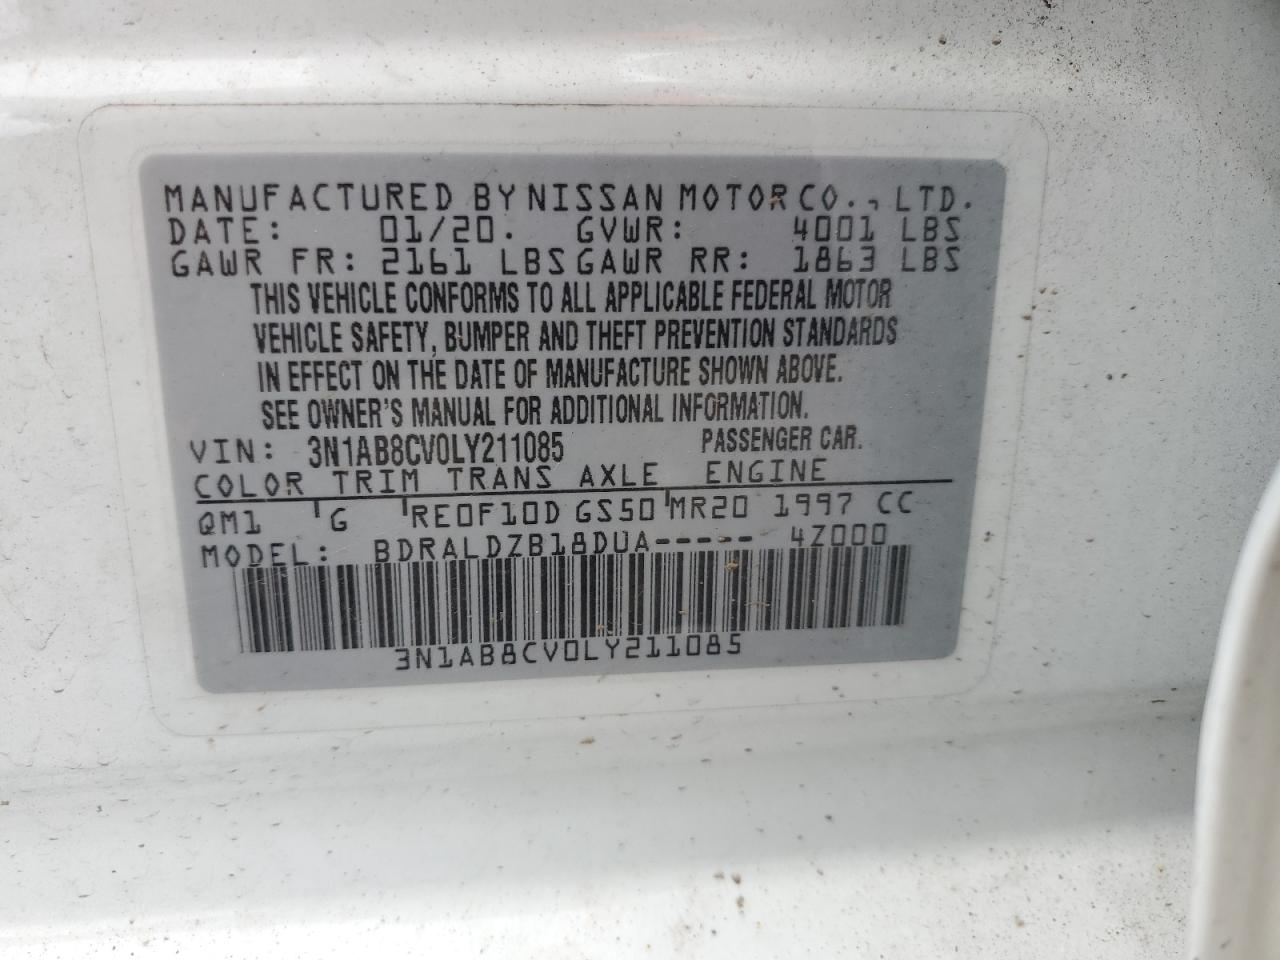 MANUFACTURED BY NISSAN MOTOR CO., LTD.
DATE: 01/20. GVWR: 4001 LBS
GAWR FR: 2161 LBS GAWR RR: 1863 LBS
THIS VEHICLE CONFORMS TO ALL APPLICABLE FEDERAL MOTOR
VEHICLE SAFETY, BUMPER AND THEFT PREVENTION STANDARDS
IN EFFECT ON THE DATE OF MANUFACTURE SHOWN ABOVE.
SEE OWNER'S MANUAL FOR ADDITIONAL INFORMATION.
VIN: 3N1AB8CV0LY211085 PASSENGER CAR.
COLOR TRIM TRANS AXLE ENGINE
QM1 G RE0F10D GS50 MR20 1997 CC
MODEL: BDRALDZB18DUA----- 4Z000
3N1AB8CV0LY211085